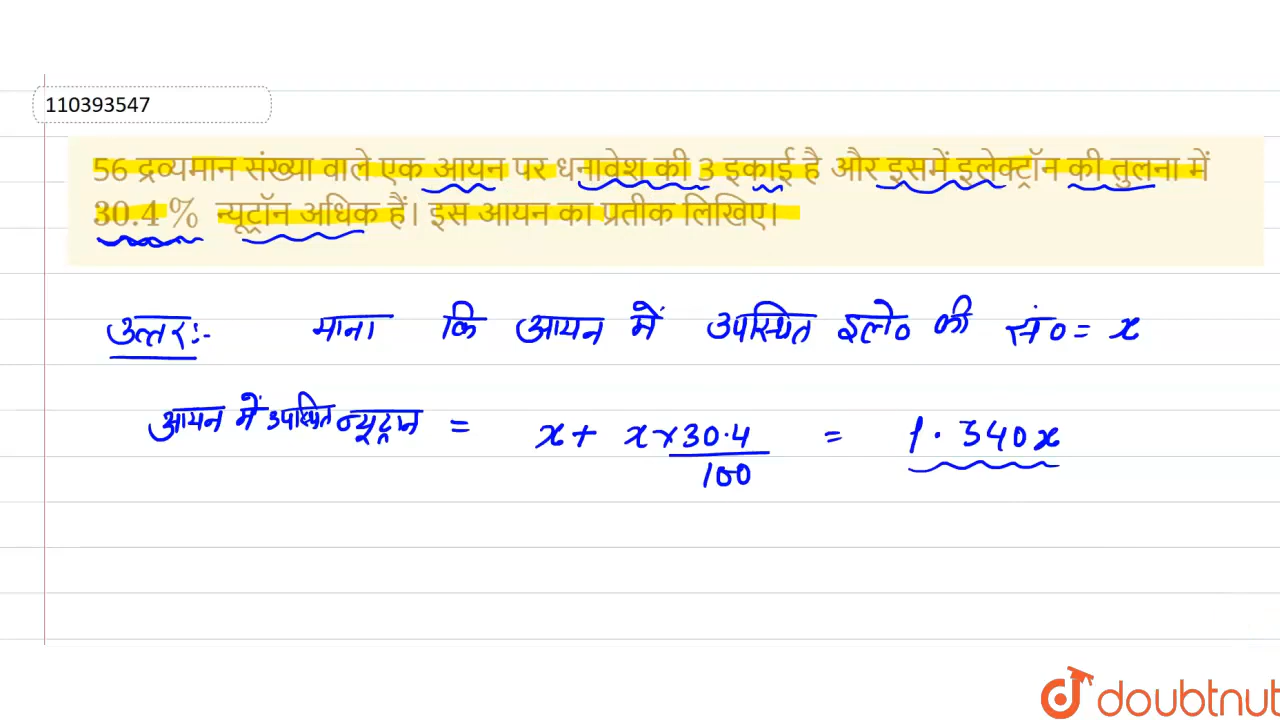 110393547
56 द्रव्यमान संख्या वाले एक आयन पर धनावेश की 3 इकाई है और इसमें इलेक्ट्रॉन की तुलना में
30.4% न्यूट्रॉन अधिक हैं। इस आयन का प्रतीक लिखिए।
उत्तर:- माना कि आयन में उपस्थित इले० की सं० = x
आयन में उपस्थित न्यूट्रान = x + x × 30.4 / 100 = 1.340x
doubtnut